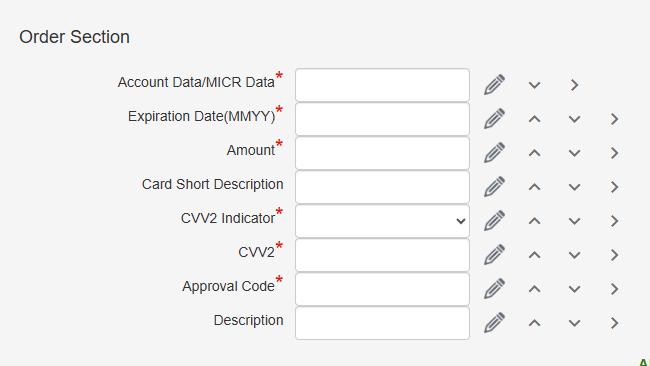 Order Section
Account Data/MICR Data*
Expiration Date(MMYY)*
Amount*
Card Short Description
CVV2 Indicator*
CVV2*
Approval Code*
Description